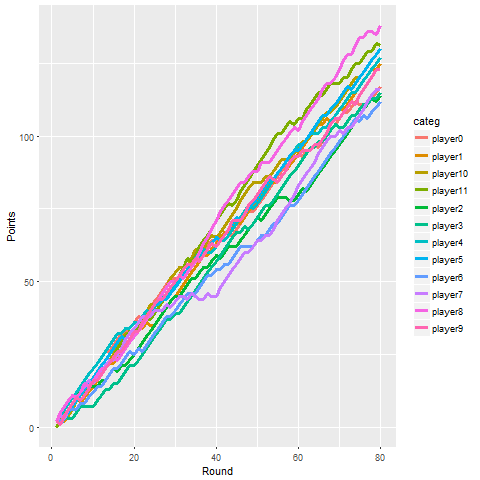 categ
player0
player1
player10
player11
player2
player3
player4
player5
player6
player7
player8
player9
Points
100
50
0
0
20
40
60
80
Round